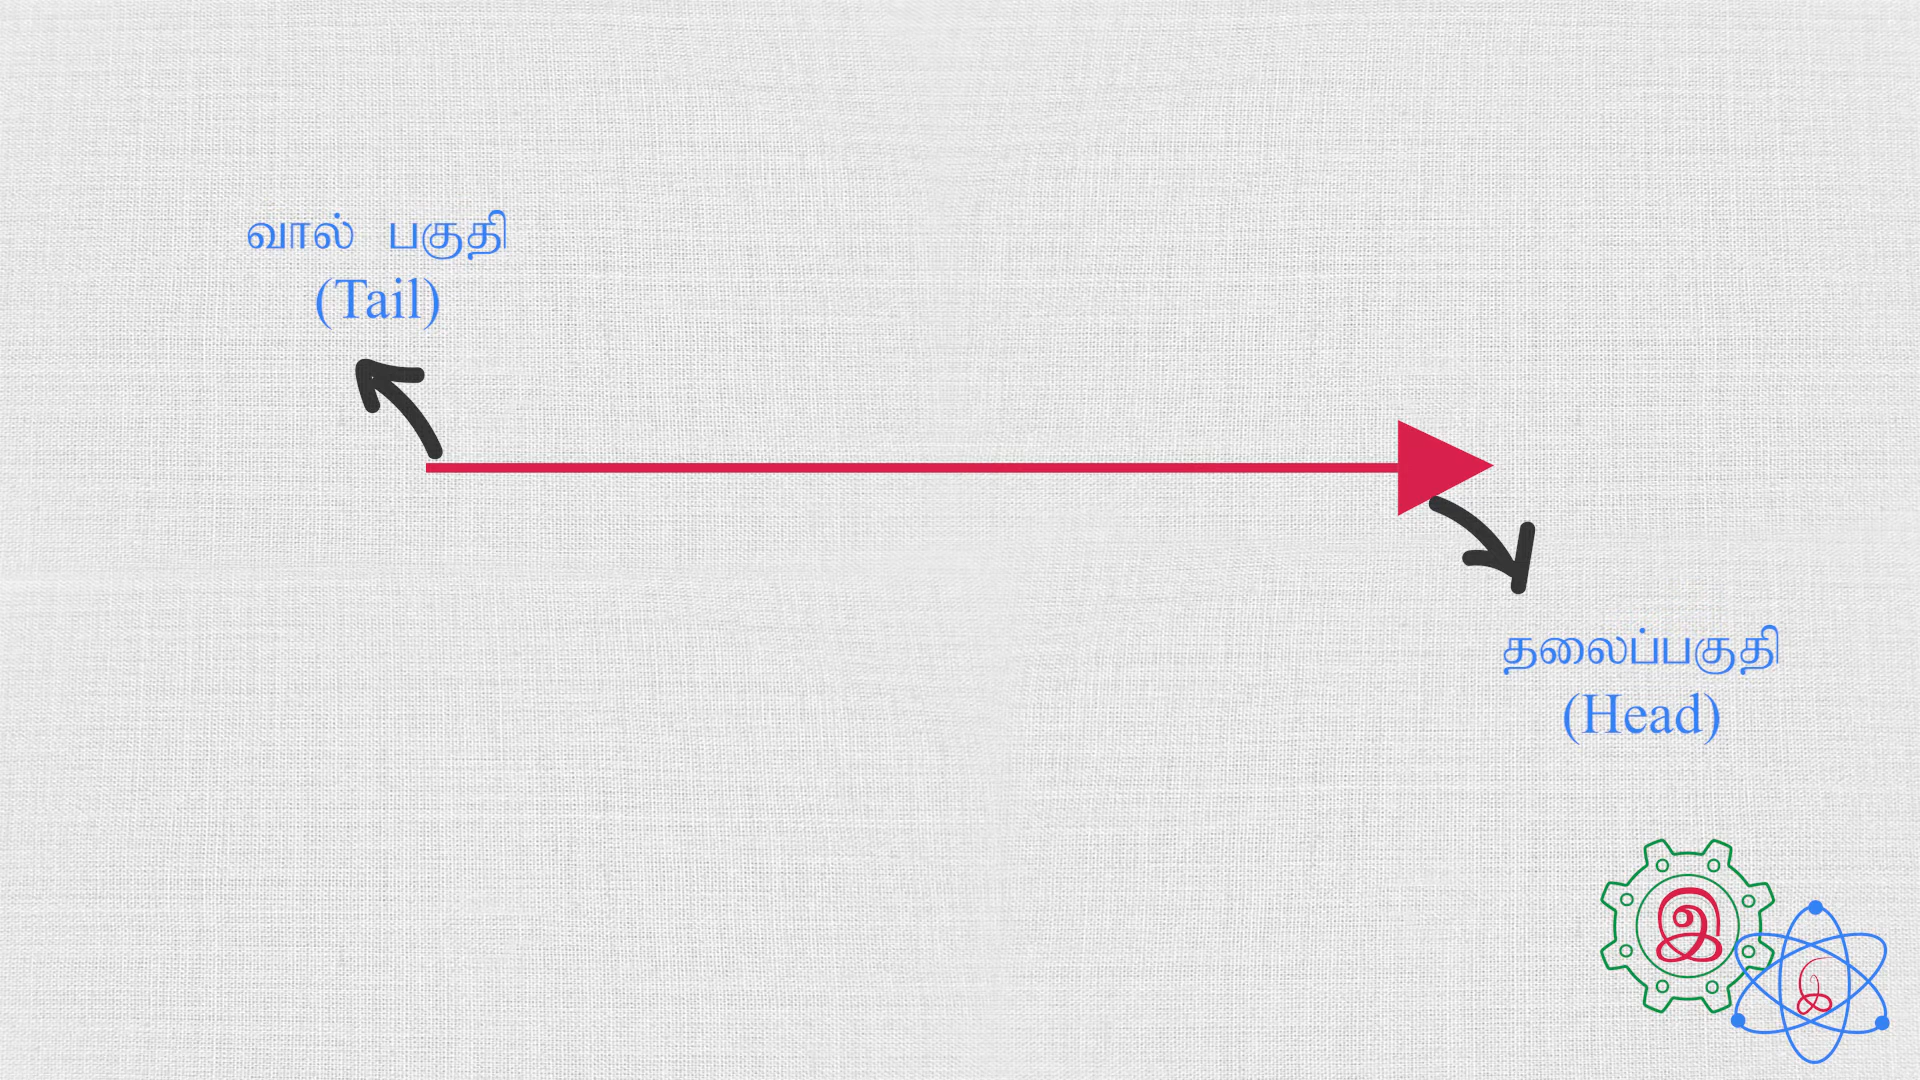 வால் பகுதி
(Tail)
தலைப்பகுதி
(Head)
இ
இ